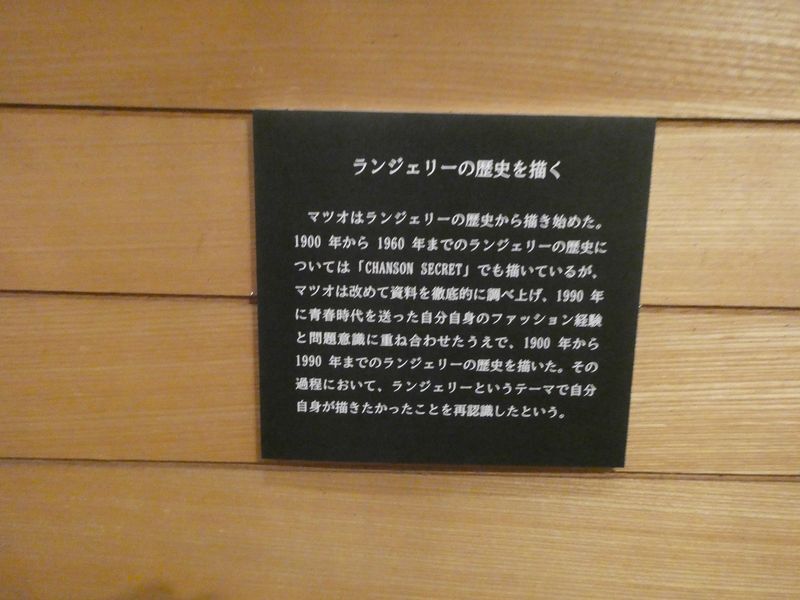 ランジェリーの歴史を描く
マツオはランジェリーの歴史から描き始めた。
1900 年から 1960 年までのランジェリーの歴史に
ついては「CHANSON SECRET」でも描いているが、
マツオは改めて資料を徹底的に調べ上げ、1990 年
に青春時代を送った自分自身のファッション経験
と問題意識に重ね合わせたうえで、1900 年から
1990 年までのランジェリーの歴史を描いた。その
過程において、ランジェリーというテーマで自分
自身が描きたかったことを再認識したという。